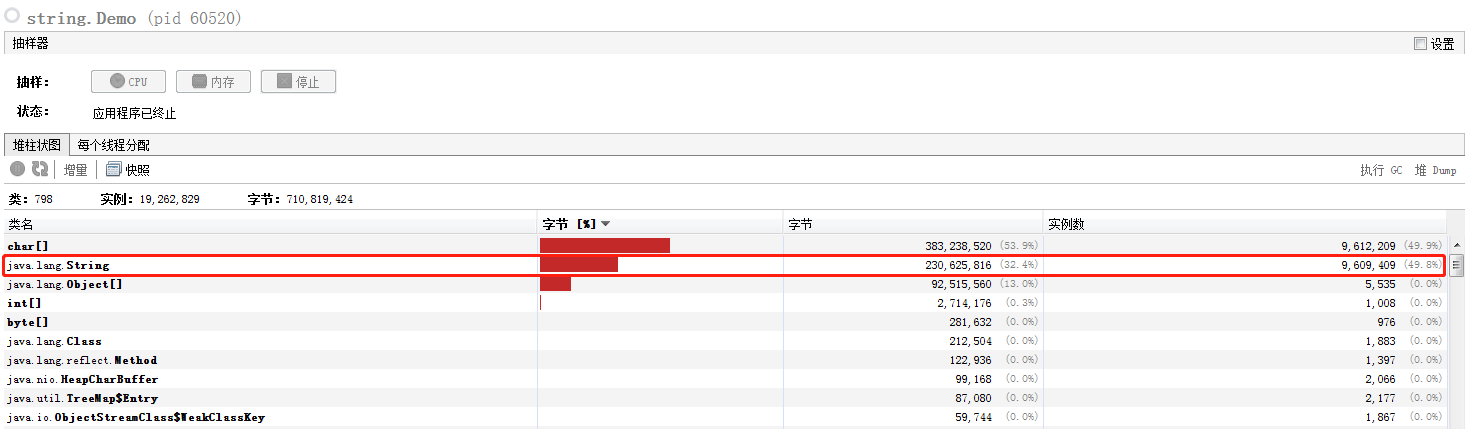 string.Demo (pid 60520)
抽样器 设置
抽样： CPU 内存 停止
状态： 应用程序已终止
堆柱状图 每个线程分配
增量 快照 执行 GC 堆 Dump
类：798 实例：19,262,829 字节：710,819,424
类名 字节 [%] 字节 实例数
char[] 383,238,520 (53.9%) 9,612,209 (49.9%)
java.lang.String 230,625,816 (32.4%) 9,609,409 (49.8%)
java.lang.Object[] 92,515,560 (13.0%) 5,535 (0.0%)
int[] 2,714,176 (0.3%) 1,008 (0.0%)
byte[] 281,632 (0.0%) 976 (0.0%)
java.lang.Class 212,504 (0.0%) 1,883 (0.0%)
java.lang.reflect.Method 122,936 (0.0%) 1,397 (0.0%)
java.nio.HeapCharBuffer 99,168 (0.0%) 2,066 (0.0%)
java.util.TreeMap$Entry 87,080 (0.0%) 2,177 (0.0%)
java.io.ObjectStreamClass$WeakClassKey 59,744 (0.0%) 1,867 (0.0%)